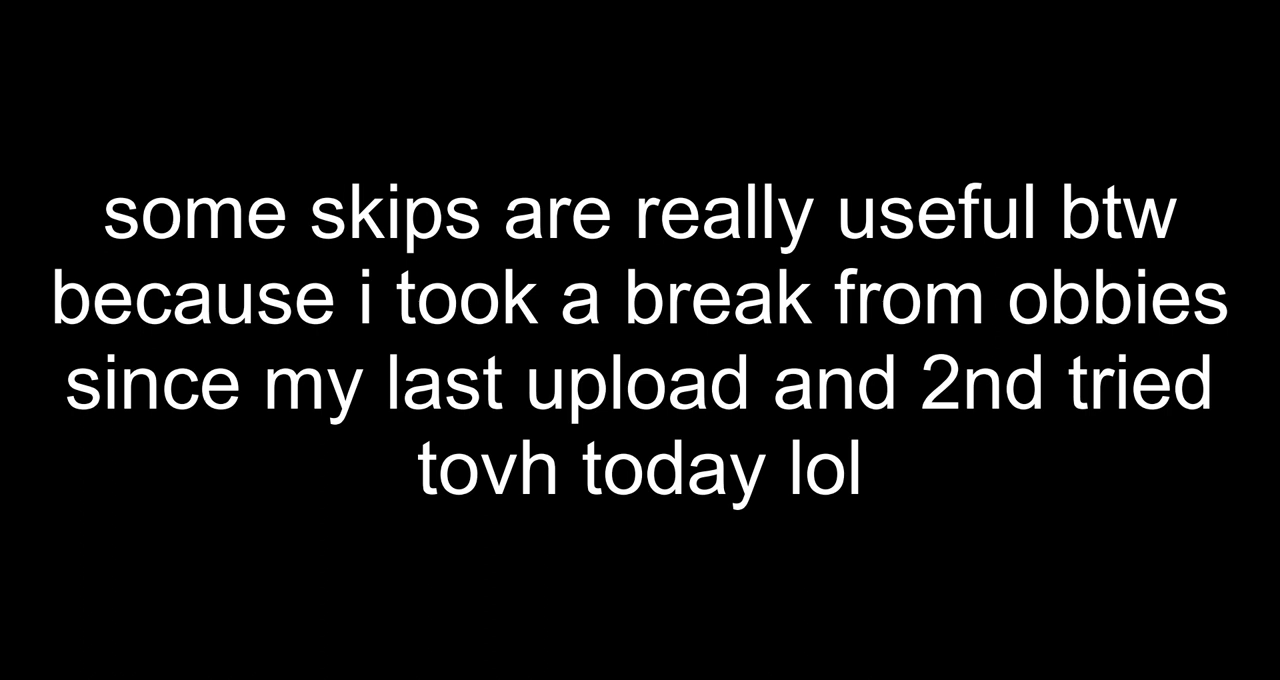 some skips are really useful btw
because i took a break from obbies
since my last upload and 2nd tried
tovh today lol